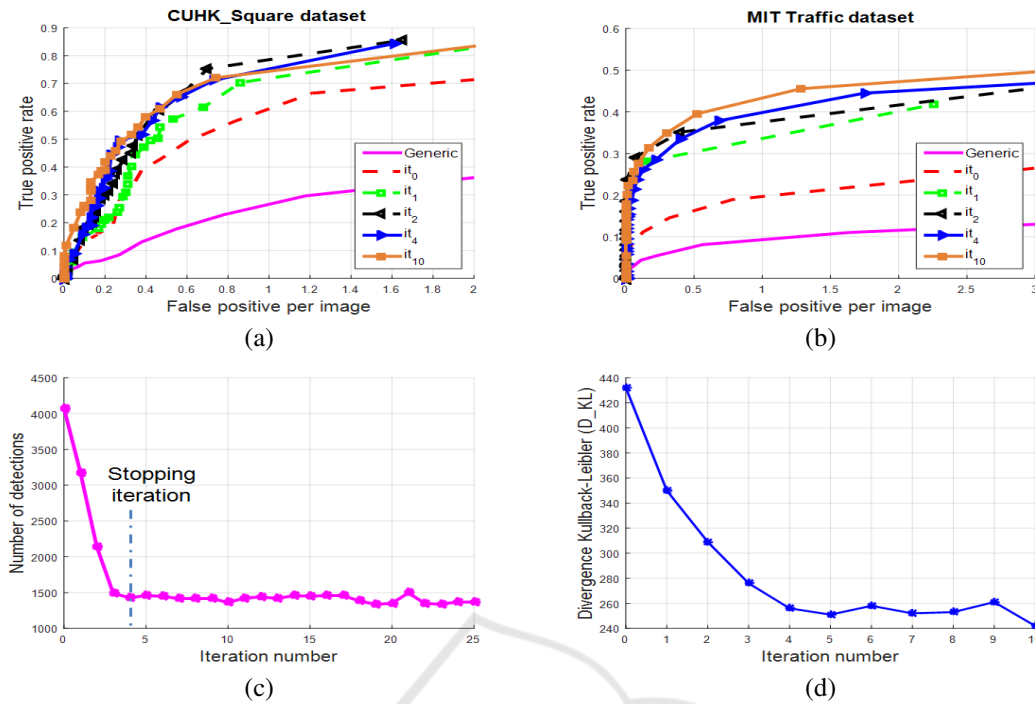 CUHK_Square dataset
0.9
0.8
0.7
0.6
0.5
0.4
0.3
0.2
0.1
0
True positive rate
Generic
it0
it1
it2
it4
it10
0 0.2 0.4 0.6 0.8 1 1.2 1.4 1.6 1.8 2
False positive per image
(a)
MIT Traffic dataset
0.6
0.5
0.4
0.3
0.2
0.1
0
True positive rate
Generic
it0
it1
it2
it4
it10
0 0.5 1 1.5 2 2.5 3
False positive per image
(b)
4500
4000
3500
3000
2500
2000
1500
1000
Number of detections
Stopping
iteration
0 5 10 15 20 25
Iteration number
(c)
440
420
400
380
360
340
320
300
280
260
240
Divergence Kullback-Leibler (D_KL)
0 1 2 3 4 5 6 7 8 9 1
Iteration number
(d)